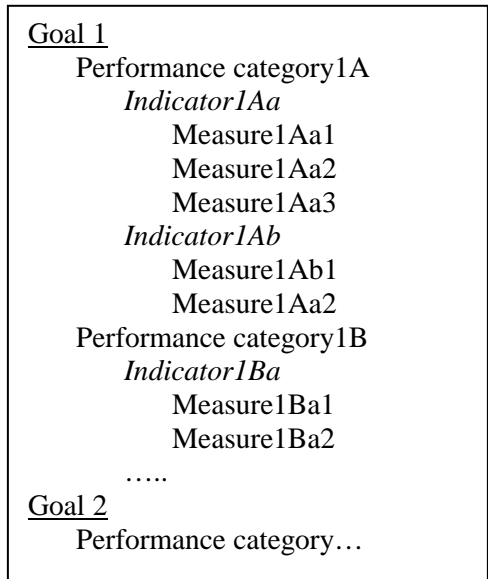 Goal 1
Performance category1A
Indicator1Aa
Measure1Aa1
Measure1Aa2
Measure1Aa3
Indicator1Ab
Measure1Ab1
Measure1Aa2
Performance category1B
Indicator1Ba
Measure1Ba1
Measure1Ba2
…..
Goal 2
Performance category…